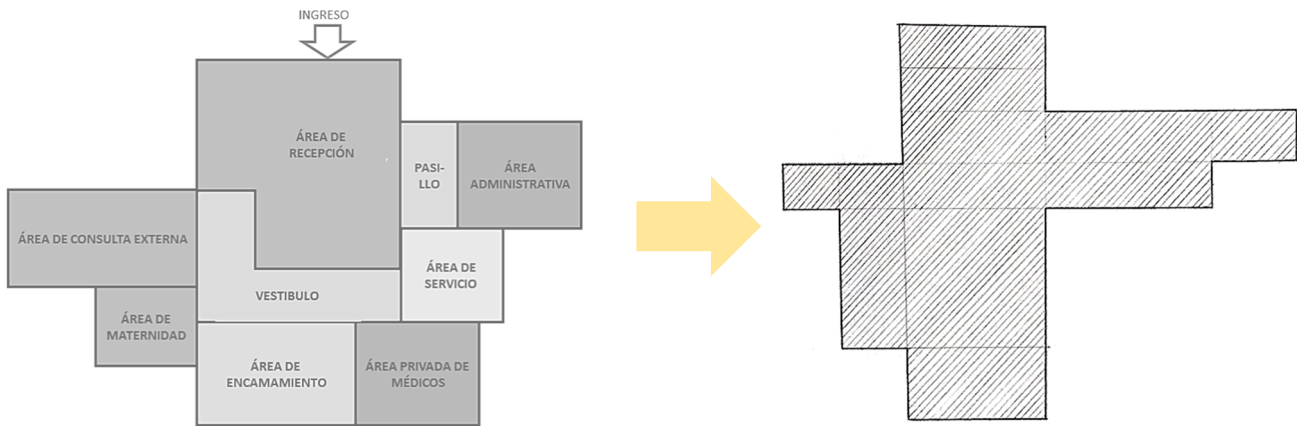 INGRESO
ÁREA DE
RECEPCIÓN
PASI-
LLO
ÁREA
ADMINISTRATIVA
ÁREA DE CONSULTA EXTERNA
ÁREA DE
SERVICIO
VESTIBULO
ÁREA DE
MATERNIDAD
ÁREA DE
ENCAMAMIENTO
ÁREA PRIVADA DE
MÉDICOS